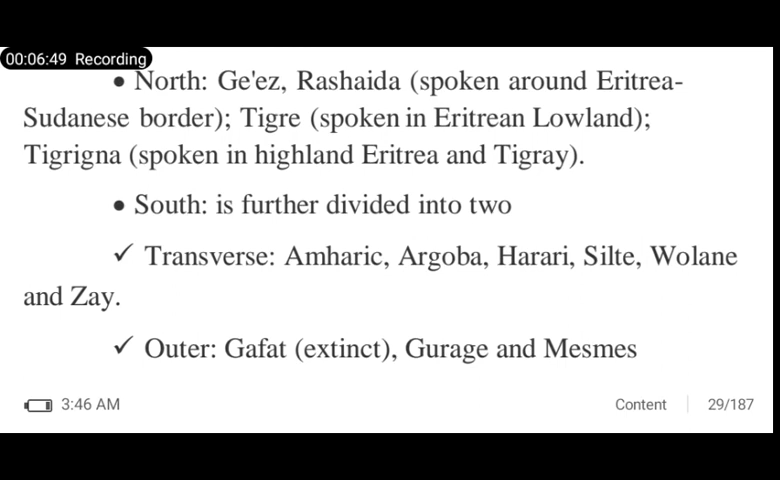 00:06:49 Recording
• North: Ge'ez, Rashaida (spoken around Eritrea-
Sudanese border); Tigre (spoken in Eritrean Lowland);
Tigrigna (spoken in highland Eritrea and Tigray).
• South: is further divided into two
✓ Transverse: Amharic, Argoba, Harari, Silte, Wolane
and Zay.
✓ Outer: Gafat (extinct), Gurage and Mesmes
3:46 AM Content 29/187